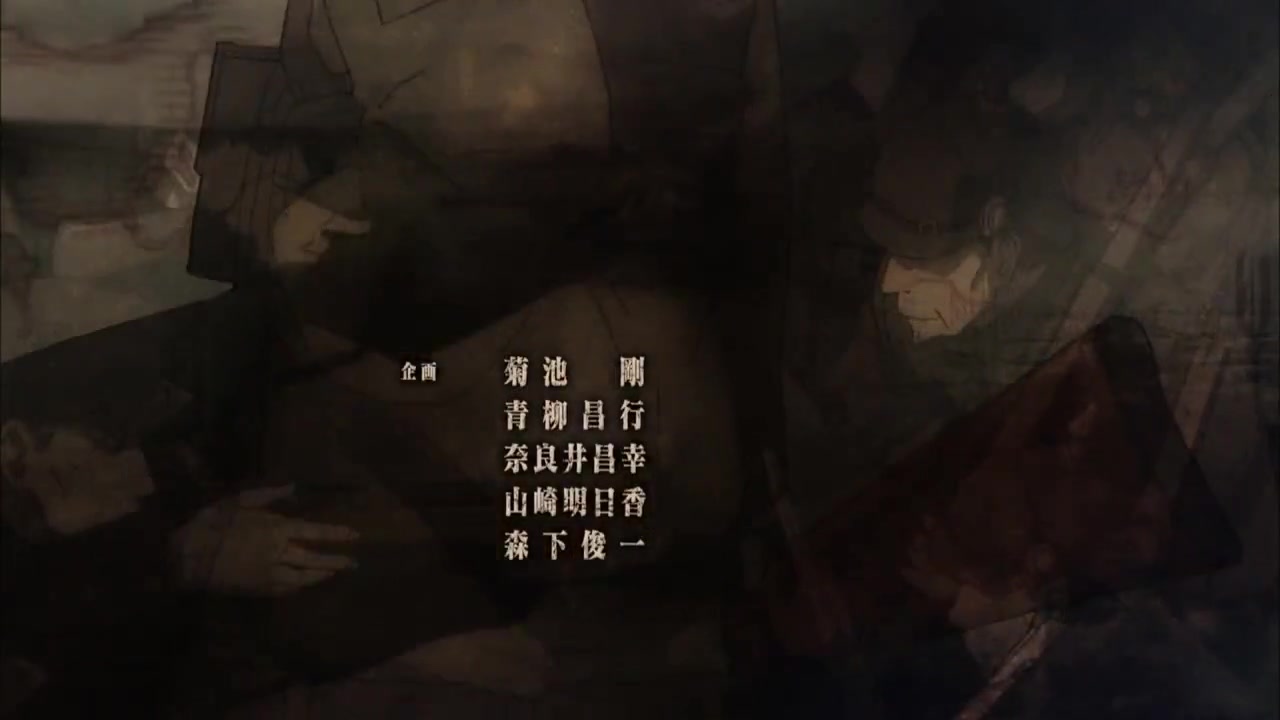 企画 菊池 剛
青柳昌行
奈良井昌幸
山崎明日香
森下俊一